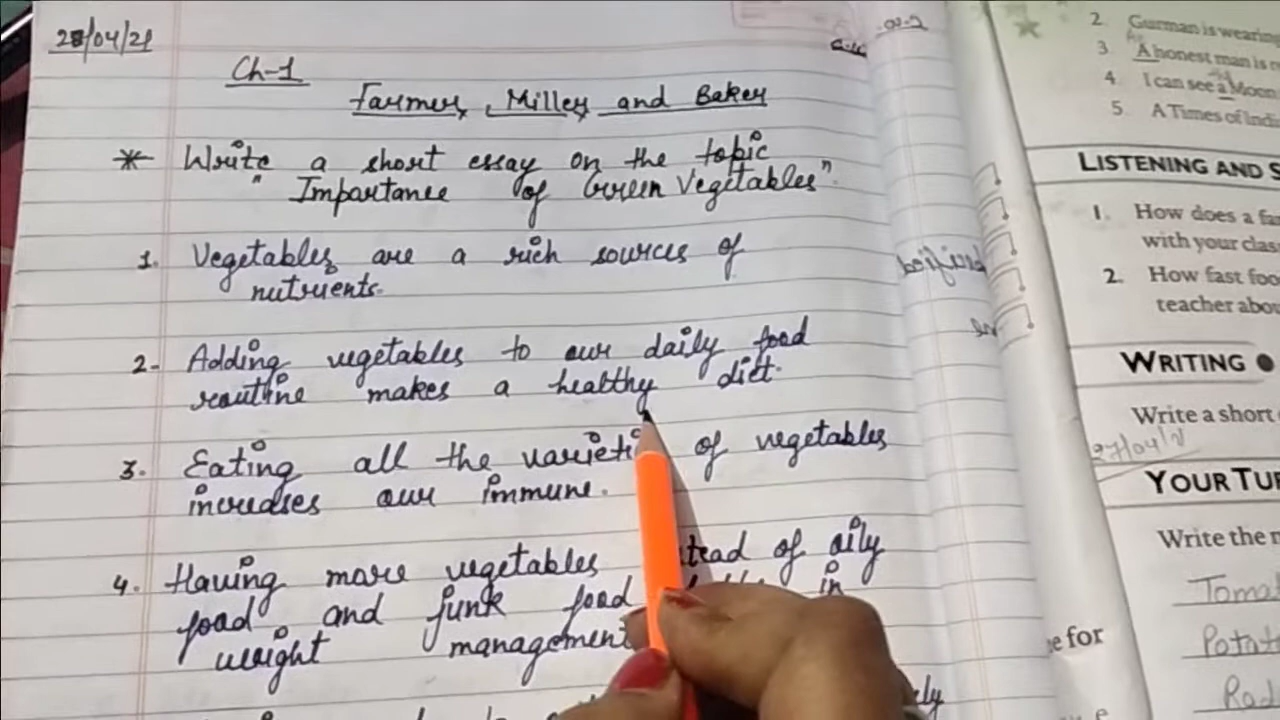 28/04/21
Ch-1
Farmer, Miller and Baker
* Write a short essay on the topic
" Importance of Green Vegetables".
1. Vegetables are a rich sources of
nutrients.
2. Adding vegetables to our daily food
routine makes a healthy diet.
3. Eating all the of vegetables
increases our immune.
4. Having more vegetables of oily
food and junk food in
weight management
2. Gurman is wearing
3 A honest man is
4. I can see a Moon
5. A Times of Indi
LISTENING AND S
1. How does a fa
with your clas
2. How fast foo
teacher abou
WRITING
Write a short
27/04/21
YOUR TU
Write the
Toma
Potat
Rad
e for